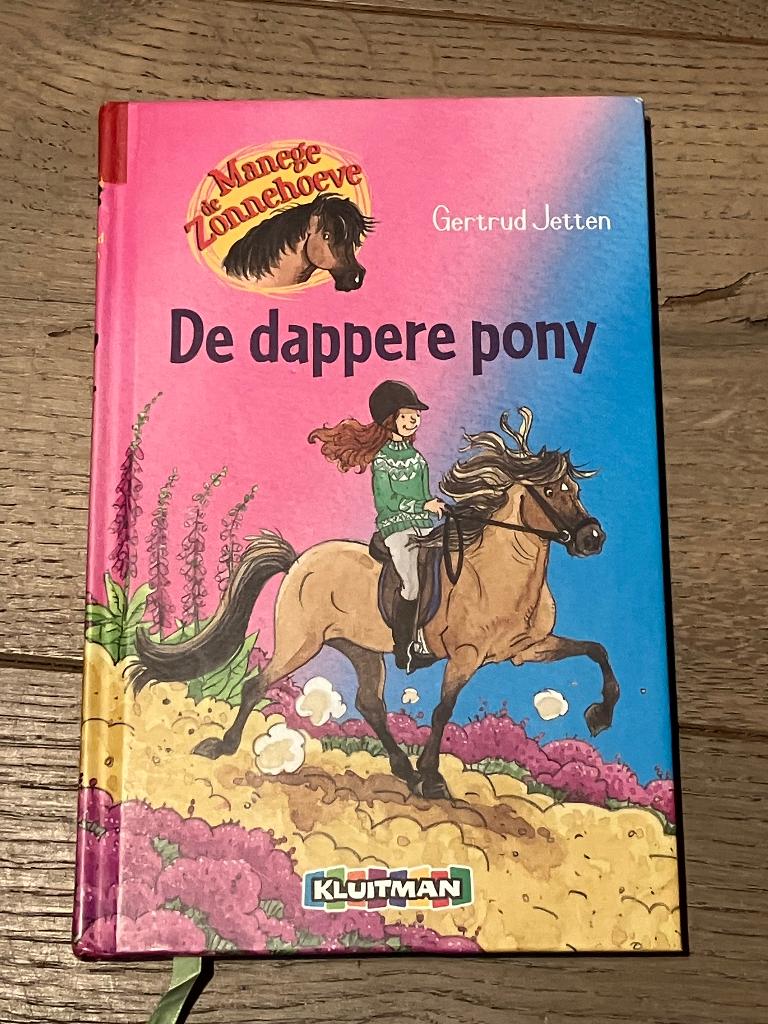 Manege
de
Zonnehoeve
Gertrud Jetten
De dappere pony
KLUITMAN